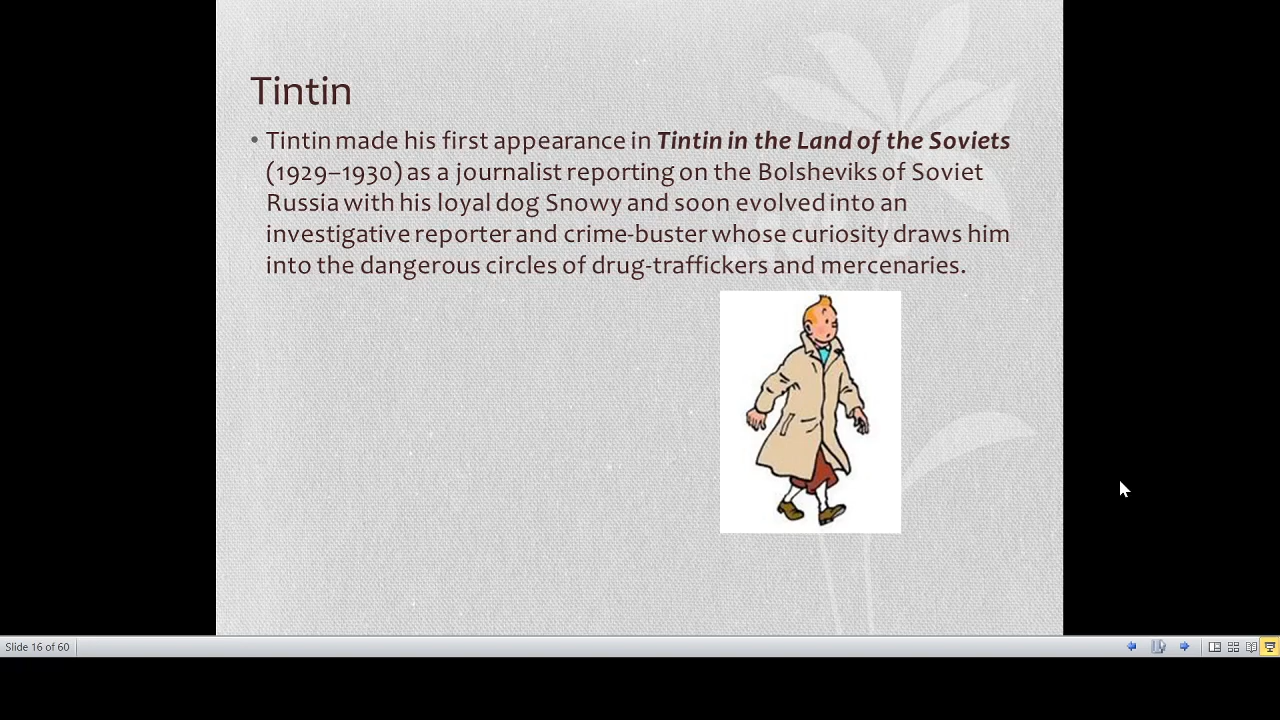 Tintin
• Tintin made his first appearance in Tintin in the Land of the Soviets
(1929–1930) as a journalist reporting on the Bolsheviks of Soviet
Russia with his loyal dog Snowy and soon evolved into an
investigative reporter and crime-buster whose curiosity draws him
into the dangerous circles of drug-traffickers and mercenaries.
Slide 16 of 60